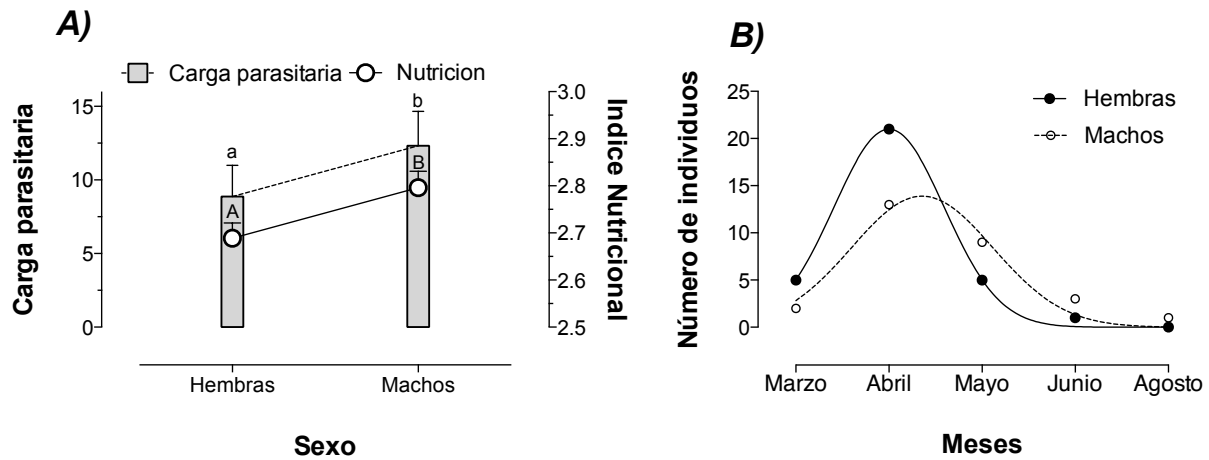 A)
Carga parasitaria Nutricion
Carga parasitaria
15
10
5
0
a
b
A
B
3.0
2.9
2.8
2.7
2.6
2.5
Indice Nutricional
Hembras Machos
Sexo
B)
Número de individuos
25
20
15
10
5
0
Hembras
Machos
Marzo Abril Mayo Junio Agosto
Meses